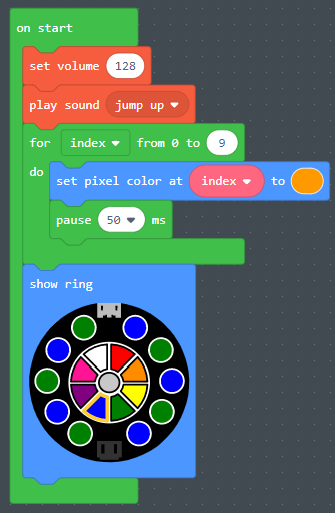 on start
set volume 128
play sound jump up
for index from 0 to 9
do
set pixel color at index to
pause 50 ms
show ring